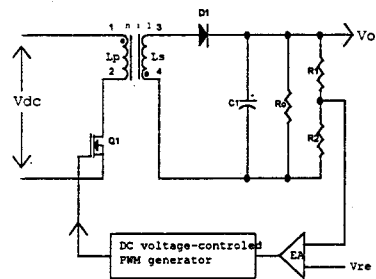 D1
1 n : 1 3
Lp Ls
2 4
Vo
R1
C1
Ro
R2
Vdc
Q1
DC voltage-controled
PWM generator
EA
Vre